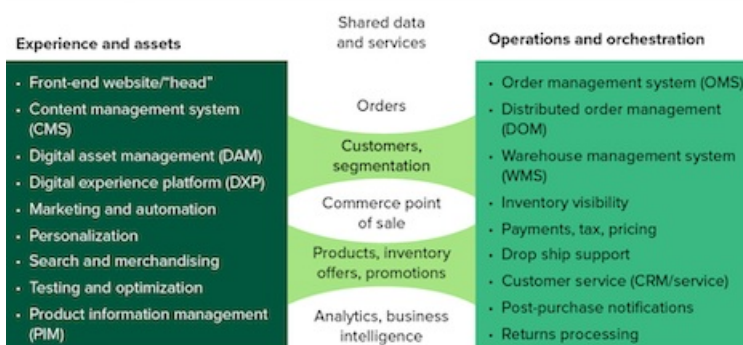 Shared data
and services
Experience and assets
Operations and orchestration
• Front-end website/“head”
• Content management system
(CMS)
• Digital asset management (DAM)
• Digital experience platform (DXP)
• Marketing and automation
• Personalization
• Search and merchandising
• Testing and optimization
• Product information management
(PIM)
Orders
Customers,
segmentation
Commerce point
of sale
Products, inventory
offers, promotions
Analytics, business
intelligence
• Order management system (OMS)
• Distributed order management
(DOM)
• Warehouse management system
(WMS)
• Inventory visibility
• Payments, tax, pricing
• Drop ship support
• Customer service (CRM/service)
• Post-purchase notifications
• Returns processing